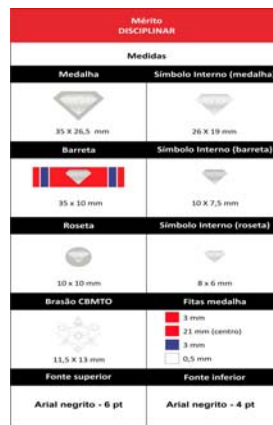 Mérito
DISCIPLINAR
Medidas
Medalha
Símbolo Interno (medalha)
35 X 26,5 mm
26 X 19 mm
Barreta
Símbolo Interno (barreta)
35 x 10 mm
10 X 7,5 mm
Roseta
Símbolo Interno (roseta)
10 x 10 mm
8 x 6 mm
Brasão CBMTO
Fitas medalha
3 mm
21 mm (centro)
3 mm
0,5 mm
11,5 X 13 mm
Fonte superior
Fonte inferior
Arial negrito - 6 pt
Arial negrito - 4 pt